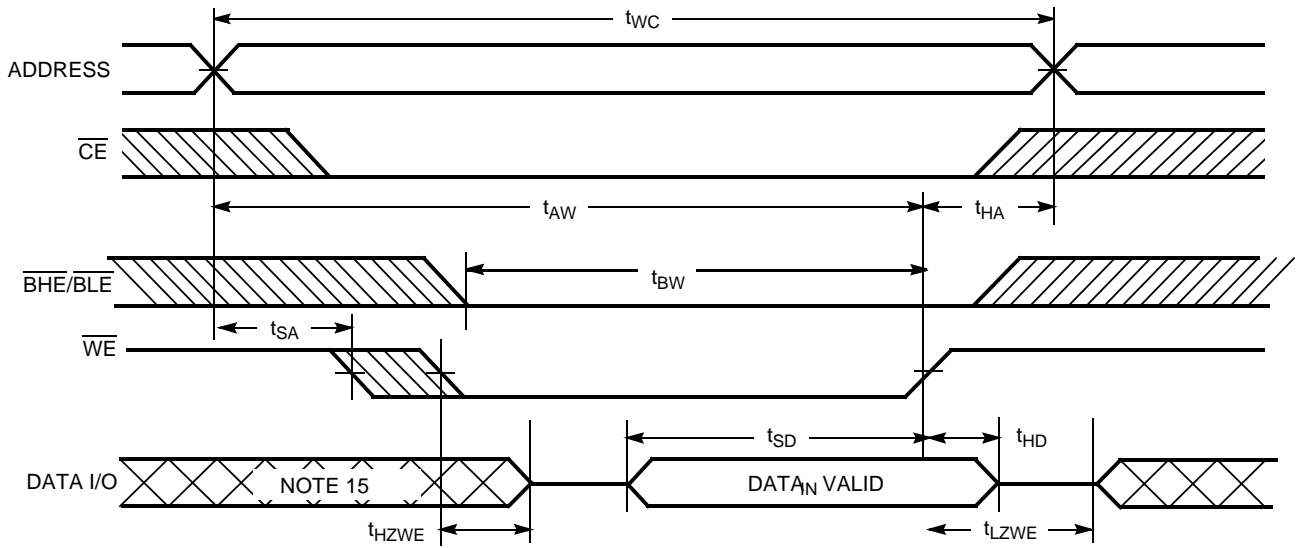 tWC
ADDRESS
CE
tAW
tHA
BHE/BLE
tBW
tSA
WE
tSD
tHD
DATA I/O
NOTE 15
DATAIN VALID
tHZWE
tLZWE